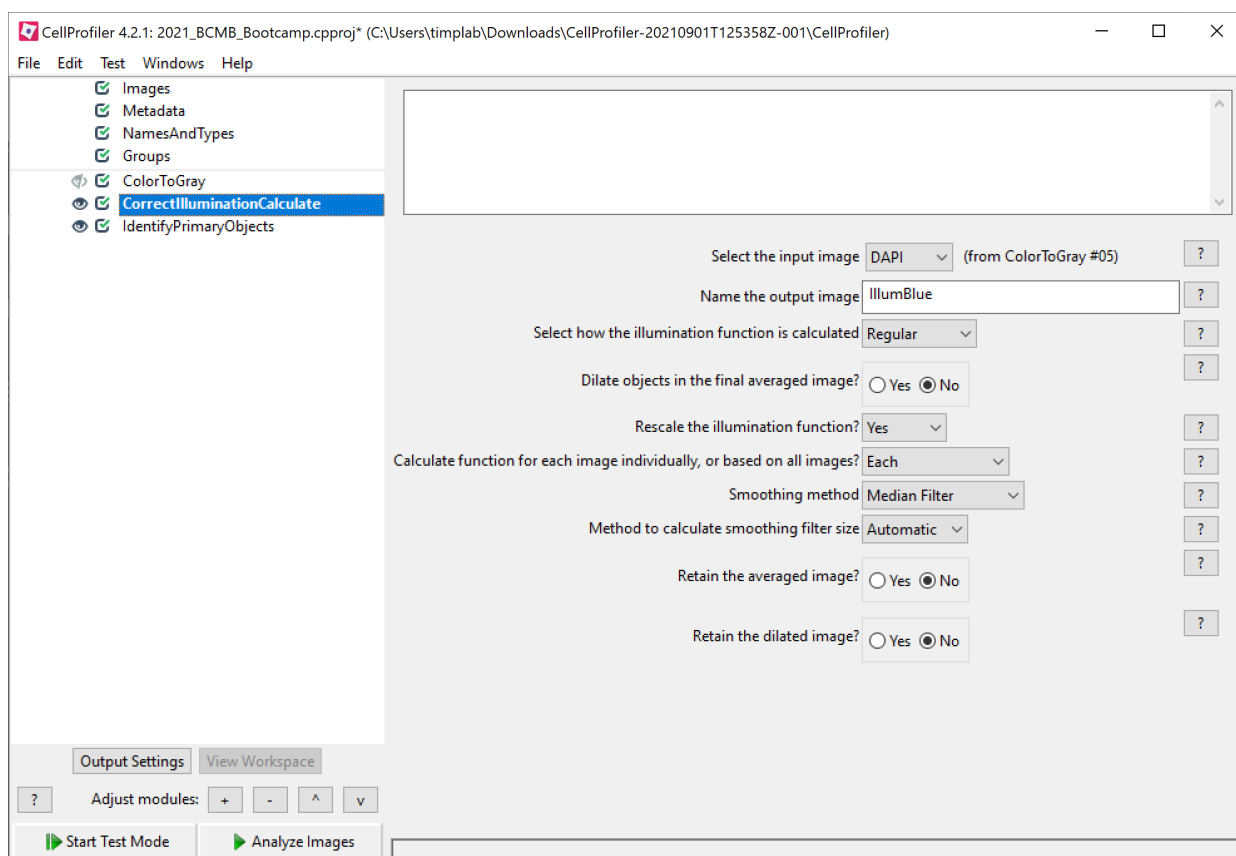 CellProfiler 4.2.1: 2021_BCMB_Bootcamp.cpproj* (C:\Users\timplab\Downloads\CellProfiler-20210901T125358Z-001\CellProfiler)
File Edit Test Windows Help
Images
Metadata
NamesAndTypes
Groups
ColorToGray
CorrectIlluminationCalculate
IdentifyPrimaryObjects
Select the input image DAPI (from ColorToGray #05) ?
Name the output image IllumBlue ?
Select how the illumination function is calculated Regular ?
Dilate objects in the final averaged image? Yes No ?
Rescale the illumination function? Yes ?
Calculate function for each image individually, or based on all images? Each ?
Smoothing method Median Filter ?
Method to calculate smoothing filter size Automatic ?
Retain the averaged image? Yes No ?
Retain the dilated image? Yes No ?
Output Settings View Workspace
? Adjust modules: + - ^ v
Start Test Mode Analyze Images